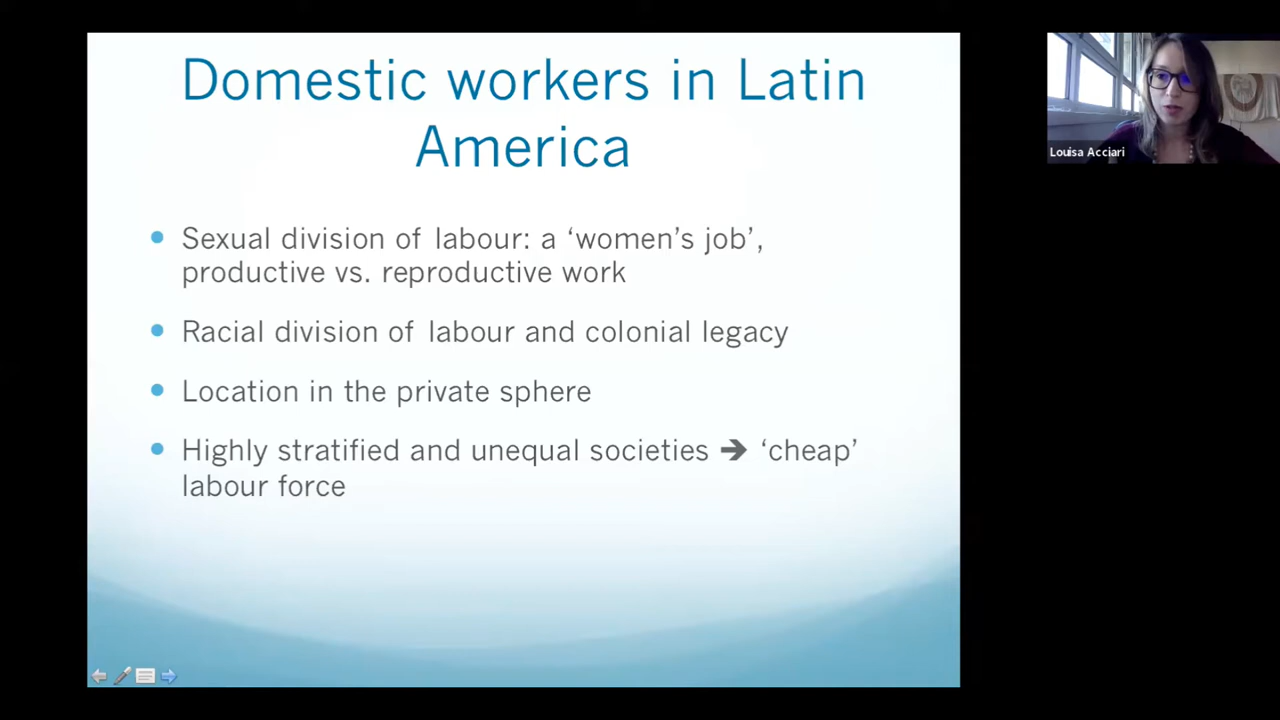 Domestic workers in Latin
America
Sexual division of labour: a ‘women’s job’,
productive vs. reproductive work
Racial division of labour and colonial legacy
Location in the private sphere
Highly stratified and unequal societies ➔ ‘cheap’
labour force
Louisa Acciari